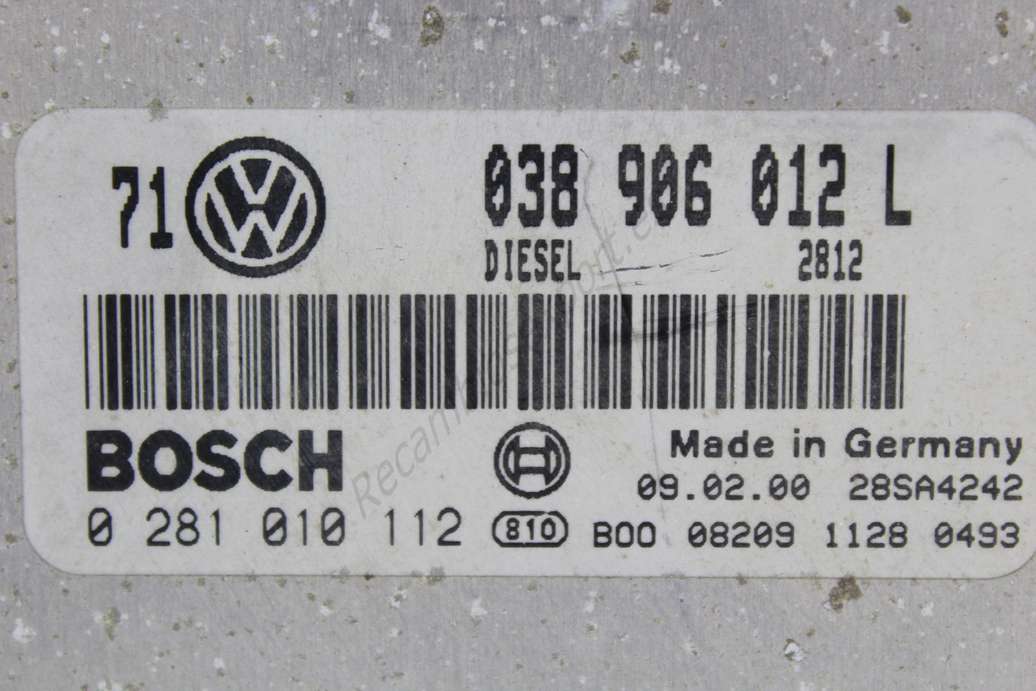 71 VW 038 906 012 L
DIESEL 2812
BOSCH Made in Germany
09.02.00 28SA4242
0 281 010 112 810 B00 08209 1128 0493